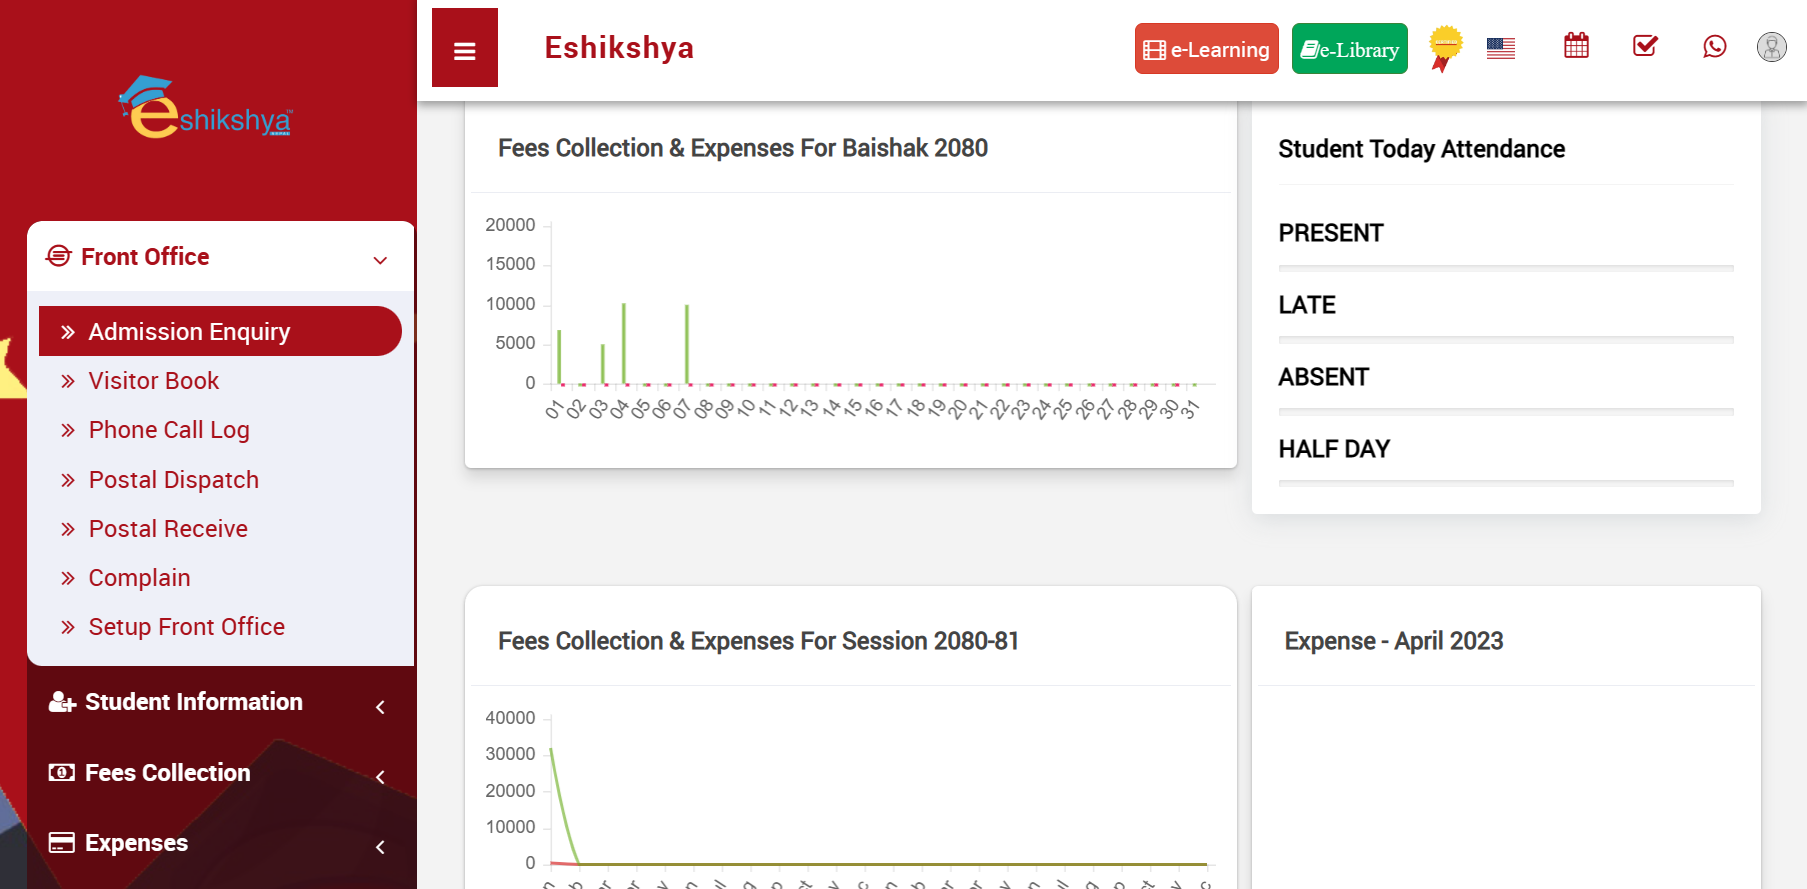 eshikshya™
NEPAL
Eshikshya
e-Learning
e-Library
Front Office
Admission Enquiry
Visitor Book
Phone Call Log
Postal Dispatch
Postal Receive
Complain
Setup Front Office
Student Information
Fees Collection
Expenses
Fees Collection & Expenses For Baishak 2080
20000
15000
10000
5000
0
01 02 03 04 05 06 07 08 09 10 11 12 13 14 15 16 17 18 19 20 21 22 23 24 25 26 27 28 29 30 31
Student Today Attendance
PRESENT
LATE
ABSENT
HALF DAY
Fees Collection & Expenses For Session 2080-81
40000
30000
20000
10000
0
Expense - April 2023